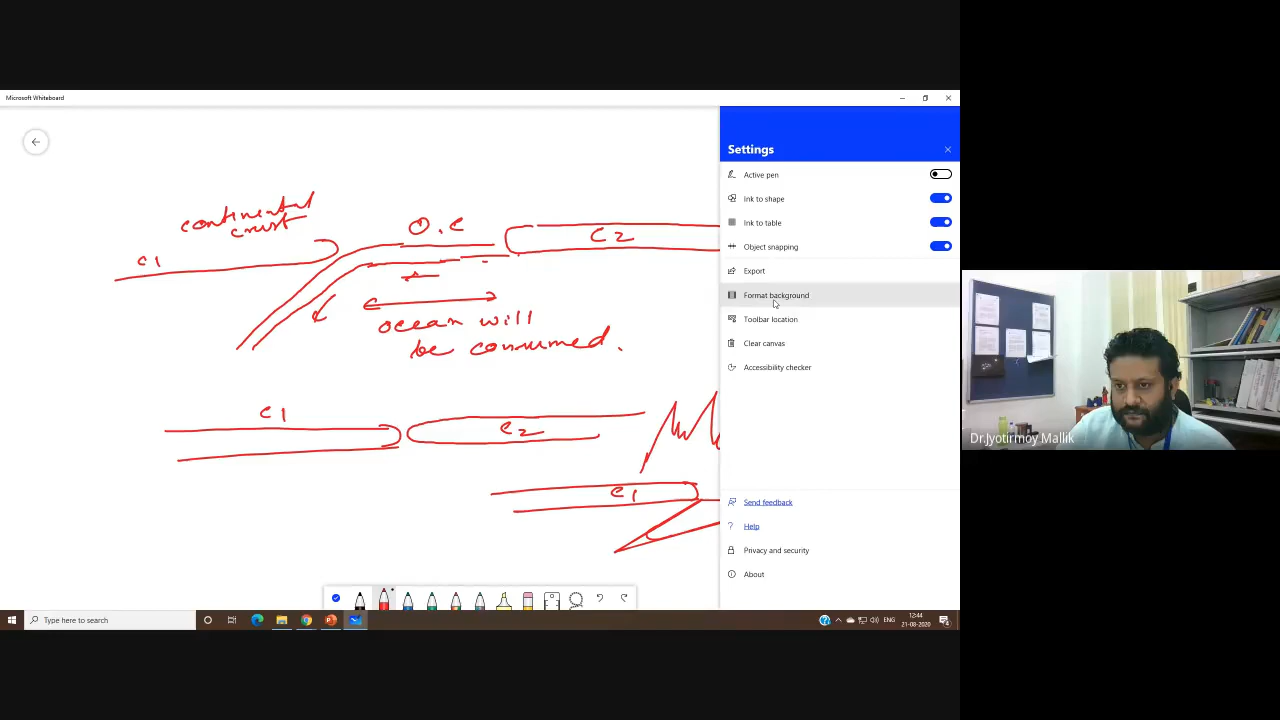 Microsoft Whiteboard
continental
crust
C1
O.C
C2
ocean will
be consumed.
C1
C2
C1
Settings
Active pen
Ink to shape
Ink to table
Object snapping
Export
Format background
Toolbar location
Clear canvas
Accessibility checker
Send feedback
Help
Privacy and security
About
Dr.Jyotirmoy Mallik
Type here to search
ENG
12:44
21-08-2020